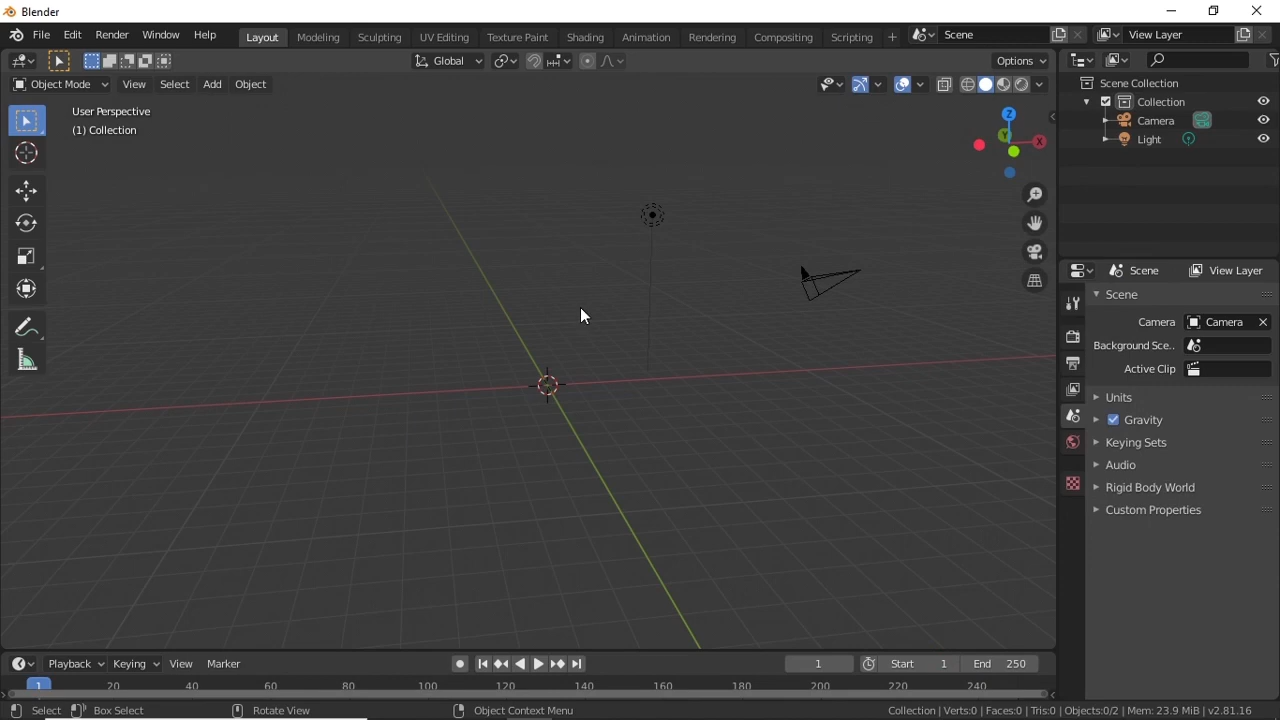 Blender
File Edit Render Window Help Layout Modeling Sculpting UV Editing Texture Paint Shading Animation Rendering Compositing Scripting + Scene View Layer
Global Options
Object Mode View Select Add Object
User Perspective
(1) Collection
Z
Y
X
Scene Collection
Collection
Camera
Light
Scene View Layer
Scene
Camera Camera
Background Sce..
Active Clip
Units
Gravity
Keying Sets
Audio
Rigid Body World
Custom Properties
Playback Keying View Marker 1 Start 1 End 250
1 20 40 60 80 100 120 140 160 180 200 220 240
Select Box Select Rotate View Object Context Menu Collection | Verts:0 | Faces:0 | Tris:0 | Objects:0/2 | Mem: 23.9 MiB | v2.81.16